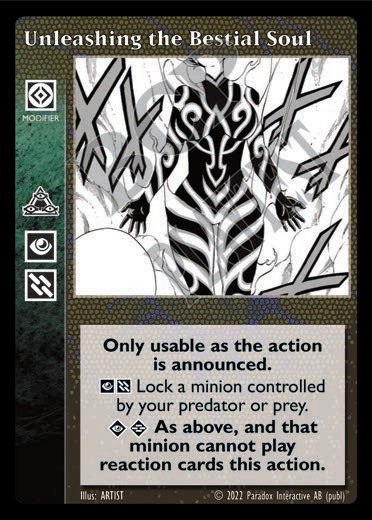 Unleashing the Bestial Soul
MODIFIER
Only usable as the action
is announced.
Lock a minion controlled
by your predator or prey.
As above, and that
minion cannot play
reaction cards this action.
Illus: ARTIST
© 2022 Paradox Interactive AB (publ)